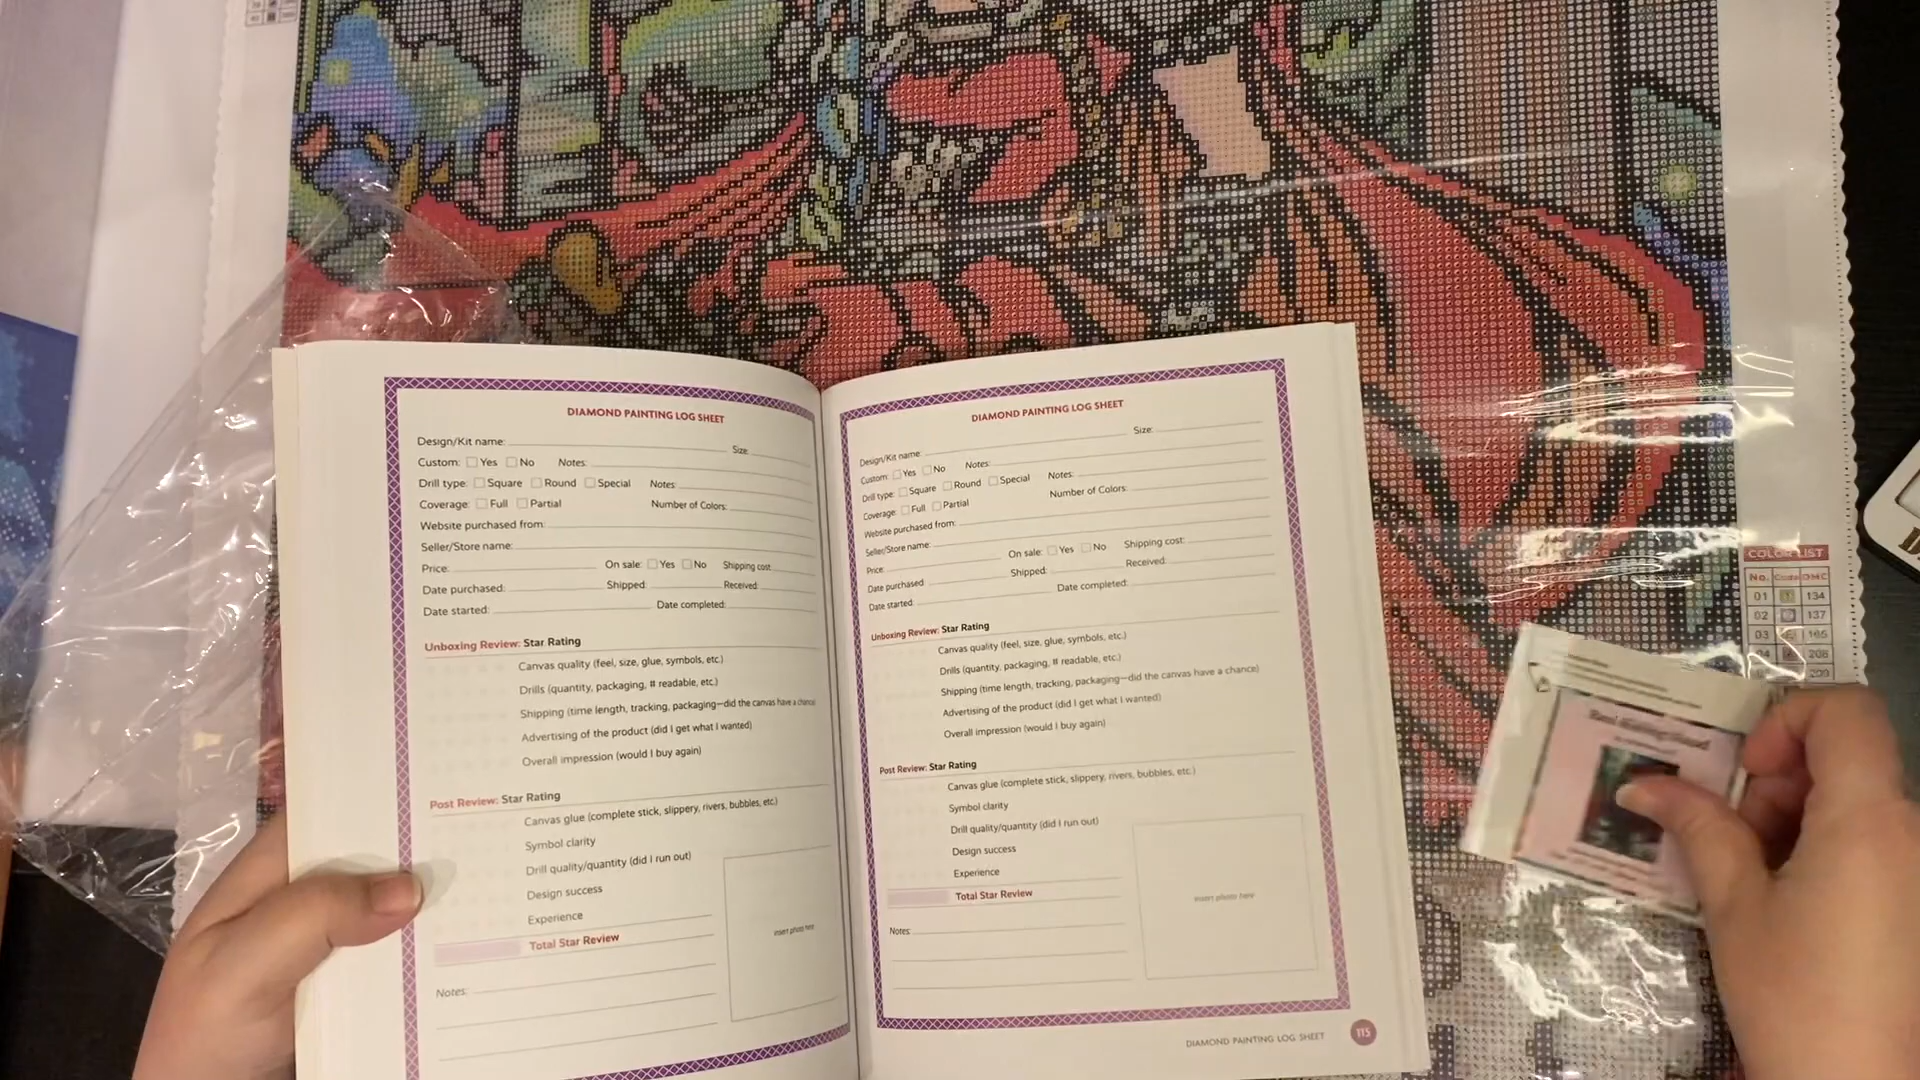 DIAMOND PAINTING LOG SHEET
Design/Kit name: Size:
Custom: Yes No Notes:
Drill type: Square Round Special Notes:
Coverage: Full Partial Number of Colors:
Website purchased from:
Seller/Store name:
Price: On sale: Yes No Shipping cost:
Date purchased: Shipped: Received:
Date started: Date completed:
Unboxing Review: Star Rating
Canvas quality (feel, size, glue, symbols, etc.)
Drills (quantity, packaging, # readable, etc.)
Shipping (time length, tracking, packaging—did the canvas have a chance)
Advertising of the product (did I get what I wanted)
Overall impression (would I buy again)
Post Review: Star Rating
Canvas glue (complete stick, slippery, rivers, bubbles, etc.)
Symbol clarity
Drill quality/quantity (did I run out)
Design success
Experience
Total Star Review
Notes:
insert photo here
DIAMOND PAINTING LOG SHEET
Design/Kit name: Size:
Custom: Yes No Notes:
Drill type: Square Round Special Notes:
Coverage: Full Partial Number of Colors:
Website purchased from:
Seller/Store name:
Price: On sale: Yes No Shipping cost:
Date purchased: Shipped: Received:
Date started: Date completed:
Unboxing Review: Star Rating
Canvas quality (feel, size, glue, symbols, etc.)
Drills (quantity, packaging, # readable, etc.)
Shipping (time length, tracking, packaging—did the canvas have a chance)
Advertising of the product (did I get what I wanted)
Overall impression (would I buy again)
Post Review: Star Rating
Canvas glue (complete stick, slippery, rivers, bubbles, etc.)
Symbol clarity
Drill quality/quantity (did I run out)
Design success
Experience
Total Star Review
Notes:
insert photo here
DIAMOND PAINTING LOG SHEET 115
COLOR LIST
No. Code DMC
01 134
02 137
03 165
04 208
209